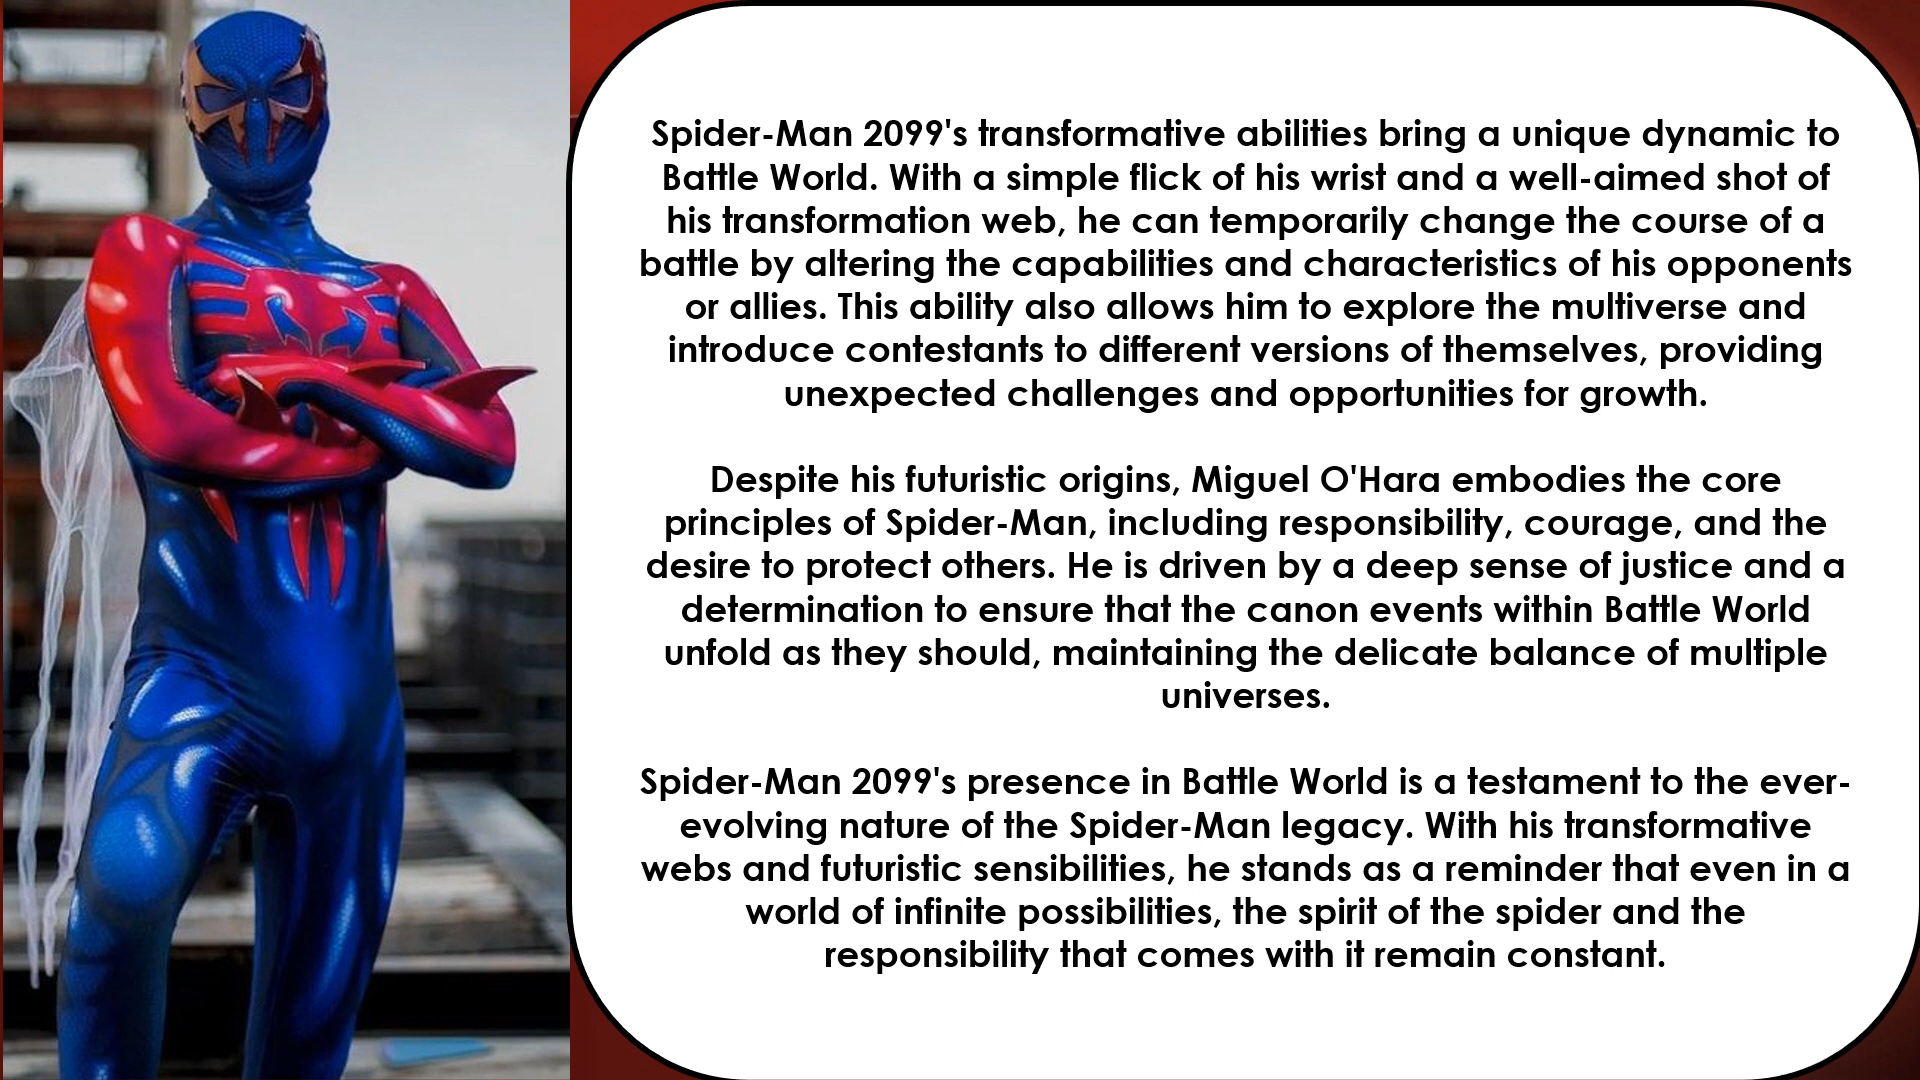 Spider-Man 2099's transformative abilities bring a unique dynamic to
Battle World. With a simple flick of his wrist and a well-aimed shot of
his transformation web, he can temporarily change the course of a
battle by altering the capabilities and characteristics of his opponents
or allies. This ability also allows him to explore the multiverse and
introduce contestants to different versions of themselves, providing
unexpected challenges and opportunities for growth.
Despite his futuristic origins, Miguel O'Hara embodies the core
principles of Spider-Man, including responsibility, courage, and the
desire to protect others. He is driven by a deep sense of justice and a
determination to ensure that the canon events within Battle World
unfold as they should, maintaining the delicate balance of multiple
universes.
Spider-Man 2099's presence in Battle World is a testament to the ever-
evolving nature of the Spider-Man legacy. With his transformative
webs and futuristic sensibilities, he stands as a reminder that even in a
world of infinite possibilities, the spirit of the spider and the
responsibility that comes with it remain constant.